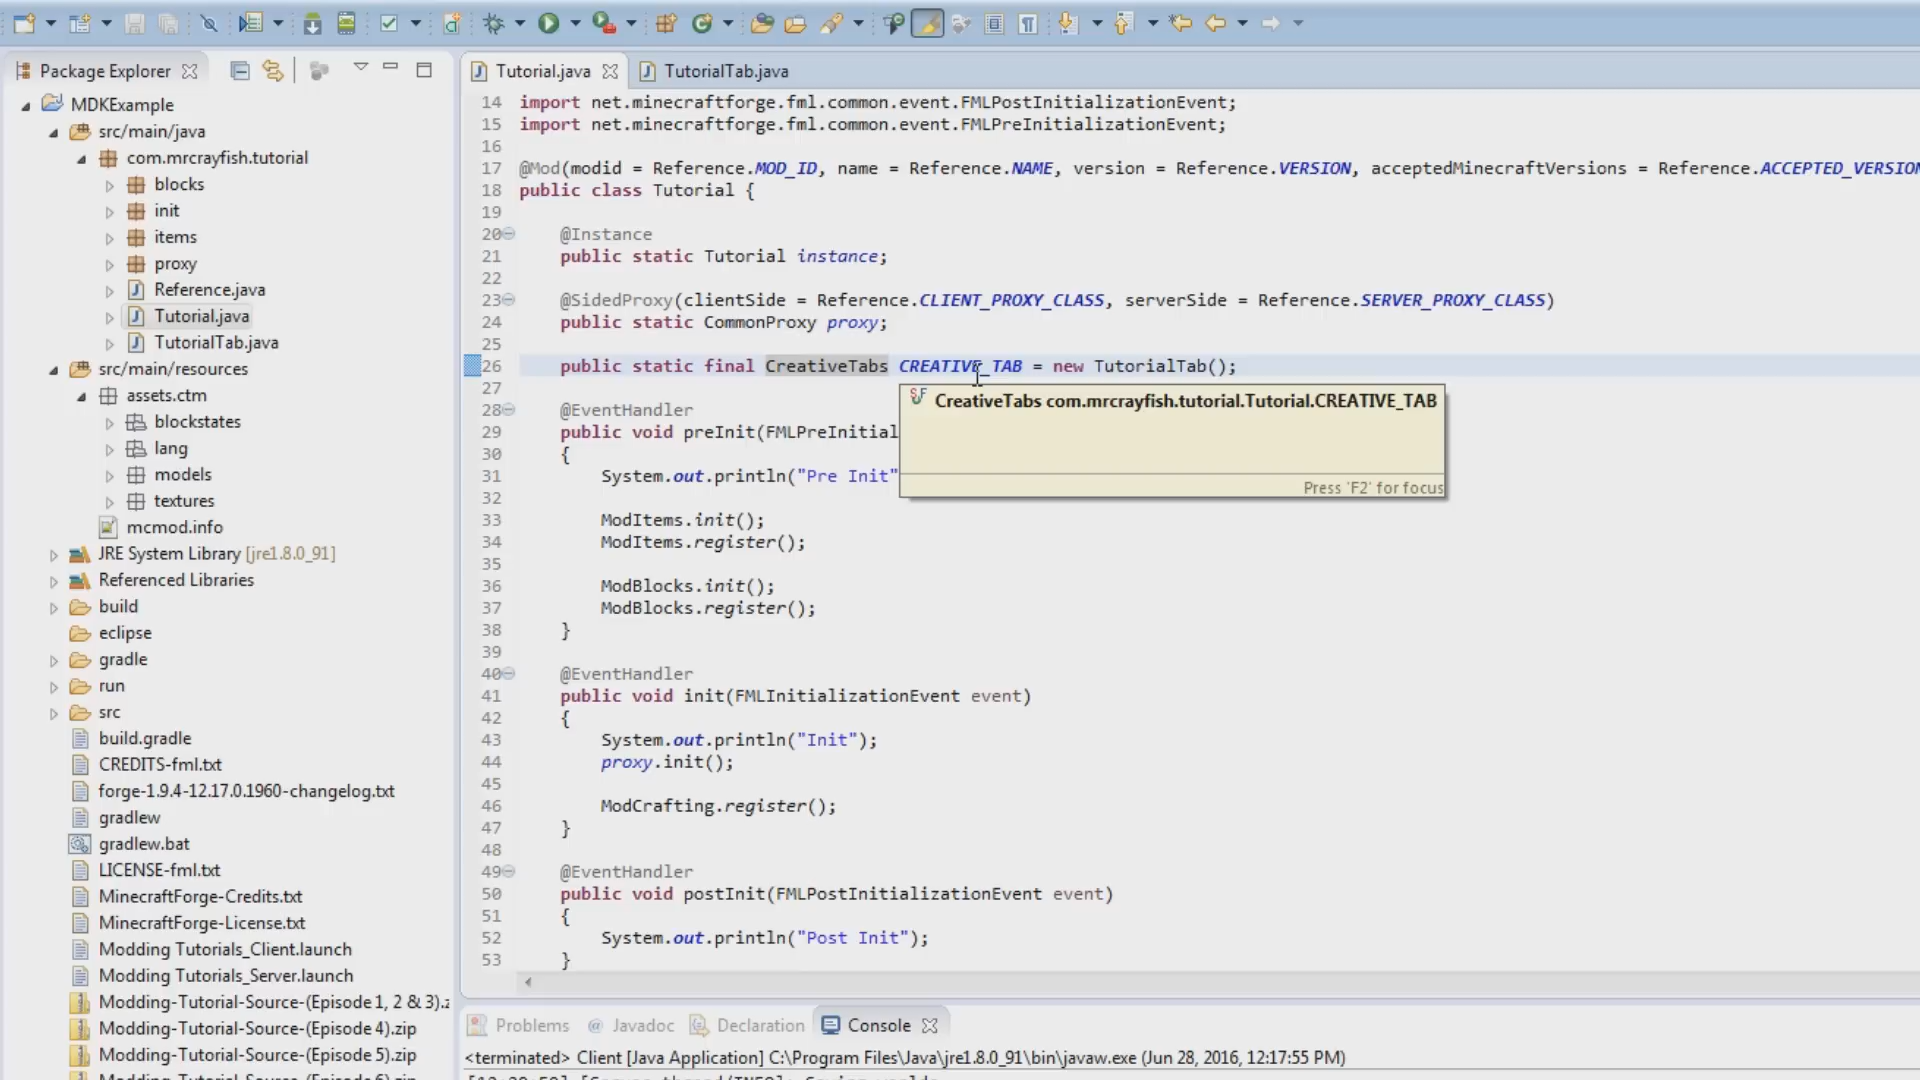 Package Explorer
MDKExample
src/main/java
com.mrcrayfish.tutorial
blocks
init
items
proxy
Reference.java
Tutorial.java
TutorialTab.java
src/main/resources
assets.ctm
blockstates
lang
models
textures
mcmod.info
JRE System Library [jre1.8.0_91]
Referenced Libraries
build
eclipse
gradle
run
src
build.gradle
CREDITS-fml.txt
forge-1.9.4-12.17.0.1960-changelog.txt
gradlew
gradlew.bat
LICENSE-fml.txt
MinecraftForge-Credits.txt
MinecraftForge-License.txt
Modding Tutorials_Client.launch
Modding Tutorials_Server.launch
Modding-Tutorial-Source-(Episode 1, 2 & 3).z
Modding-Tutorial-Source-(Episode 4).zip
Modding-Tutorial-Source-(Episode 5).zip
Tutorial.java TutorialTab.java
14 import net.minecraftforge.fml.common.event.FMLPostInitializationEvent;
15 import net.minecraftforge.fml.common.event.FMLPreInitializationEvent;
16
17 @Mod(modid = Reference.MOD_ID, name = Reference.NAME, version = Reference.VERSION, acceptedMinecraftVersions = Reference.ACCEPTED_VERSION
18 public class Tutorial {
19
20 @Instance
21 public static Tutorial instance;
22
23 @SidedProxy(clientSide = Reference.CLIENT_PROXY_CLASS, serverSide = Reference.SERVER_PROXY_CLASS)
24 public static CommonProxy proxy;
25
26 public static final CreativeTabs CREATIVE_TAB = new TutorialTab();
27
CreativeTabs com.mrcrayfish.tutorial.Tutorial.CREATIVE_TAB
Press 'F2' for focus
28 @EventHandler
29 public void preInit(FMLPreInitial
30 {
31 System.out.println("Pre Init"
32
33 ModItems.init();
34 ModItems.register();
35
36 ModBlocks.init();
37 ModBlocks.register();
38 }
39
40 @EventHandler
41 public void init(FMLInitializationEvent event)
42 {
43 System.out.println("Init");
44 proxy.init();
45
46 ModCrafting.register();
47 }
48
49 @EventHandler
50 public void postInit(FMLPostInitializationEvent event)
51 {
52 System.out.println("Post Init");
53 }
Problems @ Javadoc Declaration Console
<terminated> Client [Java Application] C:\Program Files\Java\jre1.8.0_91\bin\javaw.exe (Jun 28, 2016, 12:17:55 PM)